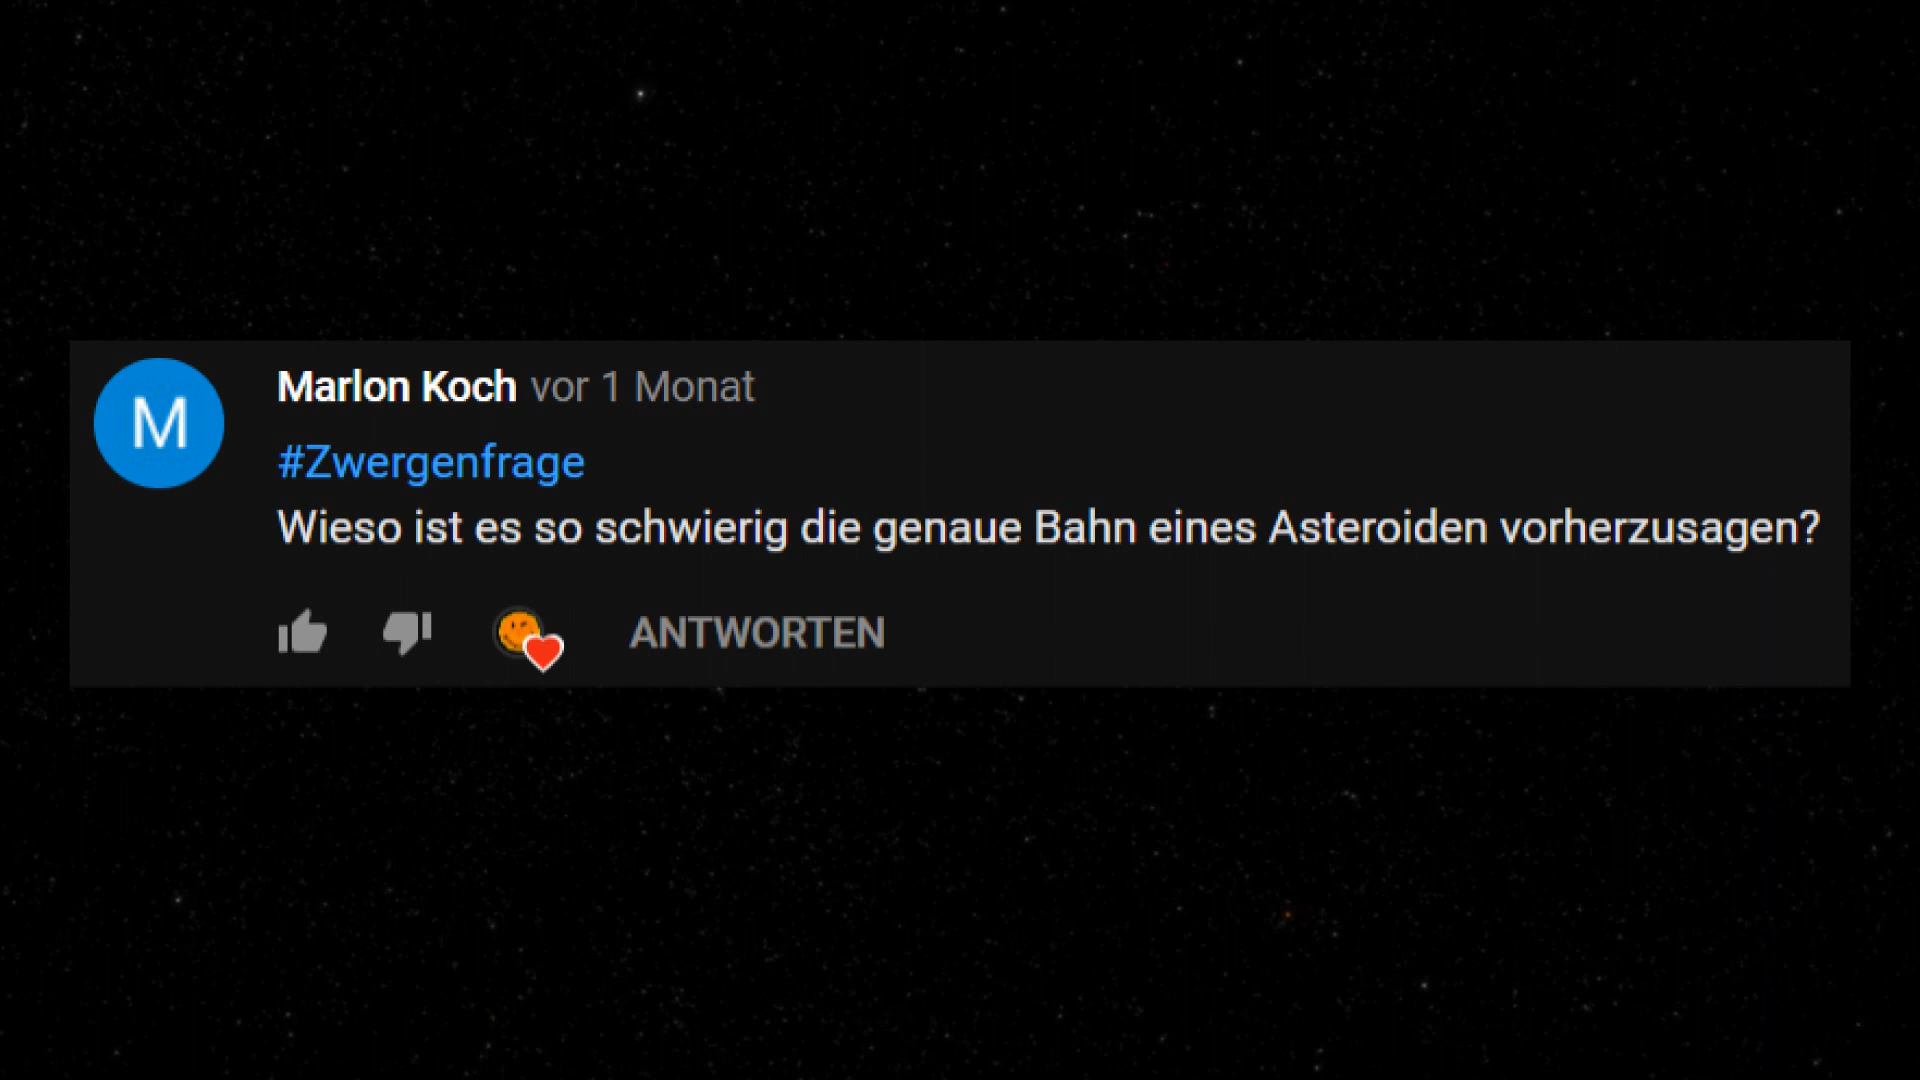 M
Marlon Koch vor 1 Monat
#Zwergenfrage
Wieso ist es so schwierig die genaue Bahn eines Asteroiden vorherzusagen?
ANTWORTEN